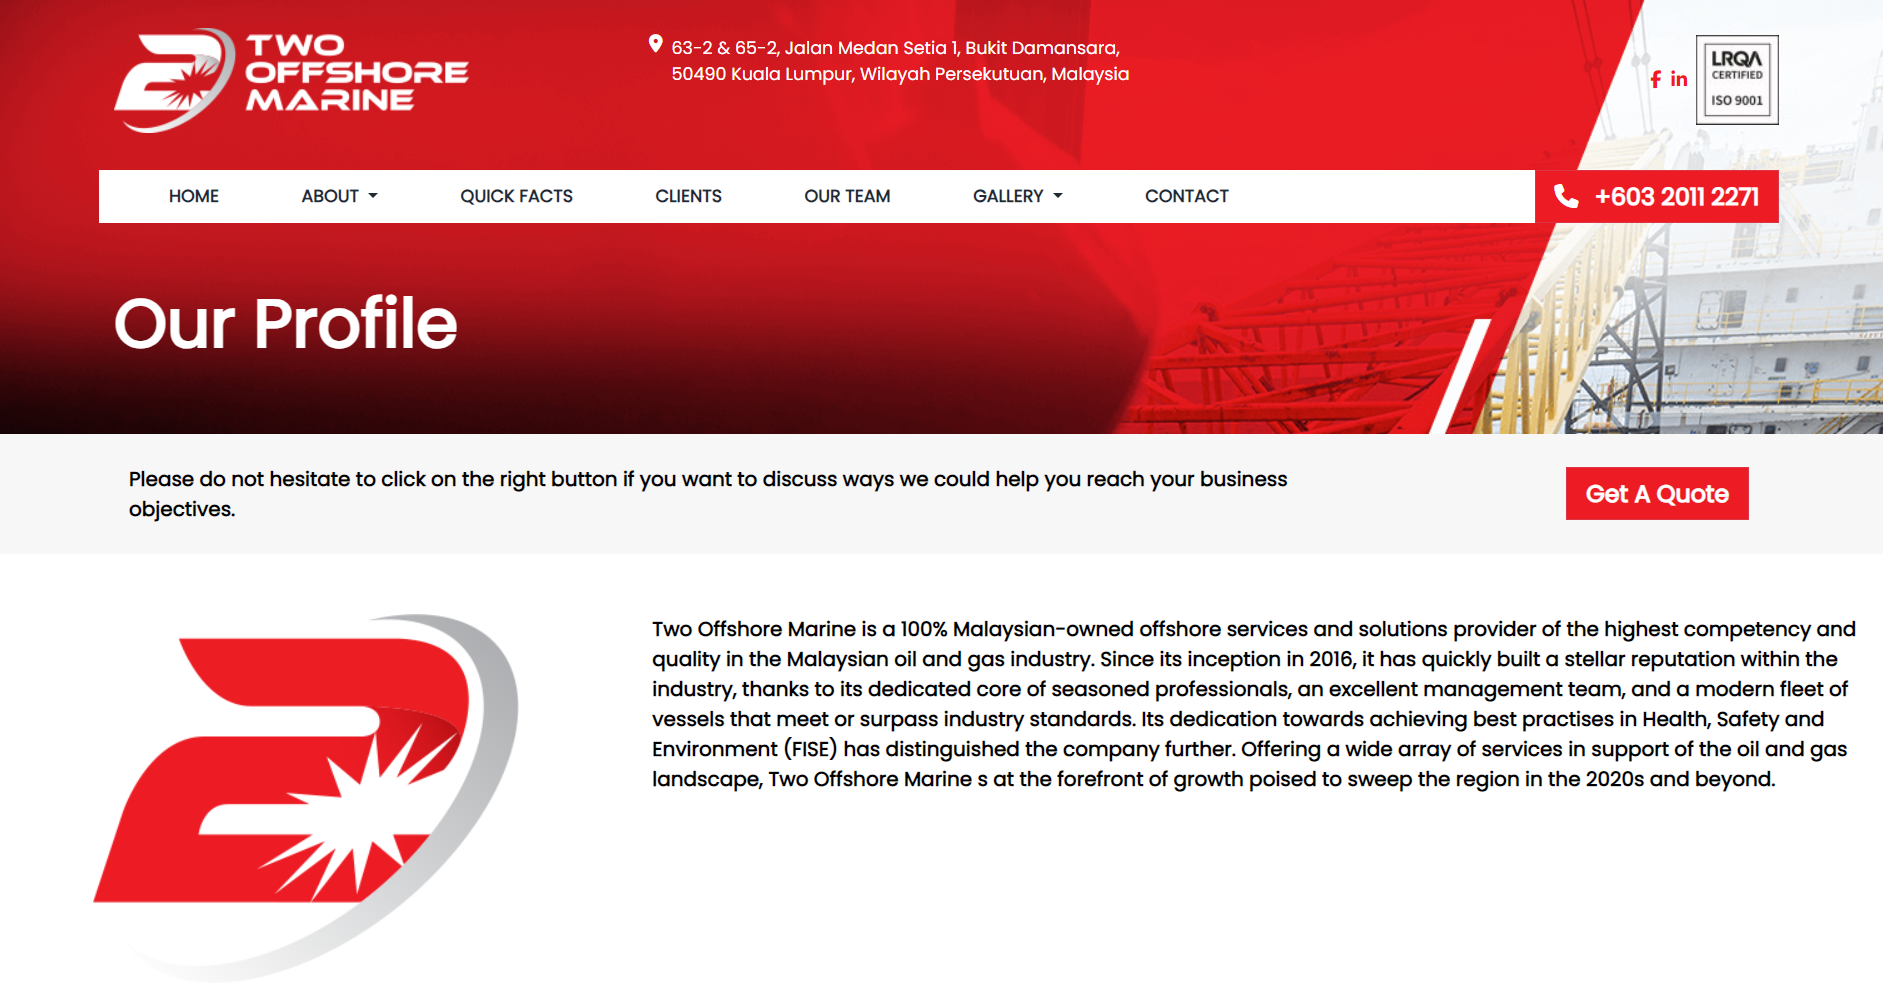 TWO
OFFSHORE
MARINE
63-2 & 65-2, Jalan Medan Setia 1, Bukit Damansara,
50490 Kuala Lumpur, Wilayah Persekutuan, Malaysia
LRQA
CERTIFIED
ISO 9001
HOME ABOUT QUICK FACTS CLIENTS OUR TEAM GALLERY CONTACT +603 2011 2271
Our Profile
Please do not hesitate to click on the right button if you want to discuss ways we could help you reach your business
objectives.
Get A Quote
Two Offshore Marine is a 100% Malaysian-owned offshore services and solutions provider of the highest competency and
quality in the Malaysian oil and gas industry. Since its inception in 2016, it has quickly built a stellar reputation within the
industry, thanks to its dedicated core of seasoned professionals, an excellent management team, and a modern fleet of
vessels that meet or surpass industry standards. Its dedication towards achieving best practises in Health, Safety and
Environment (FISE) has distinguished the company further. Offering a wide array of services in support of the oil and gas
landscape, Two Offshore Marine s at the forefront of growth poised to sweep the region in the 2020s and beyond.